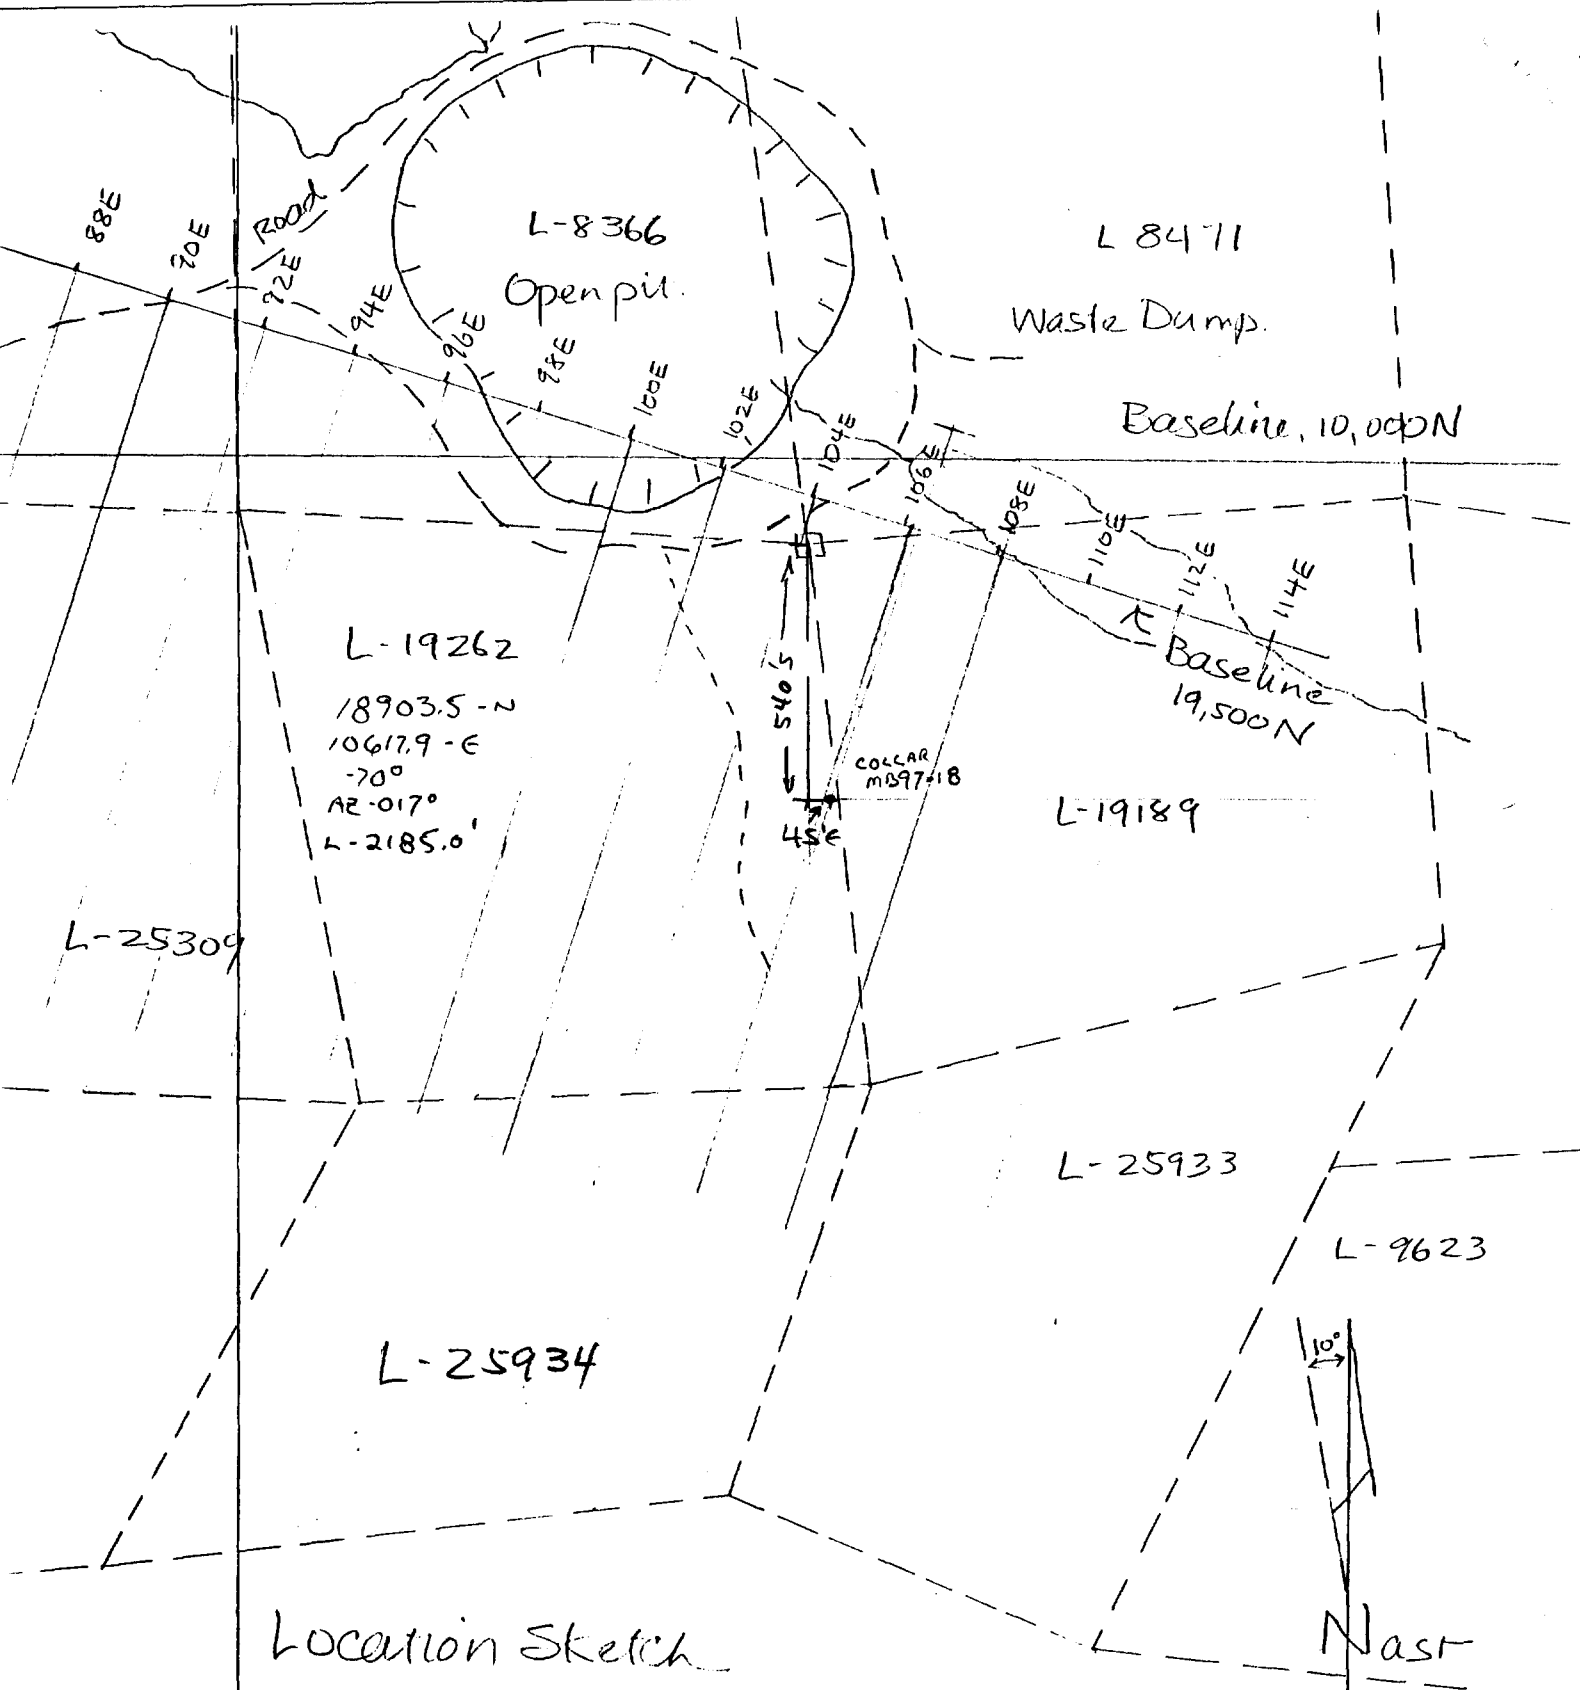 88E
90E
Road
92E
94E
96E
98E
100E
102E
104E
106E
108E
110E
112E
114E
L-8366
Open pit.
L 8471
Waste Dump.
Baseline, 10,000N
Baseline
19,500N
L-19262
18903.5-N
10617.9-E
-70°
AZ-017°
L-2185.0'
540's
45'E
COLLAR
MB97-18
L-19189
L-25309
L-25933
L-9623
L-25934
10°
Nast
Location Sketch